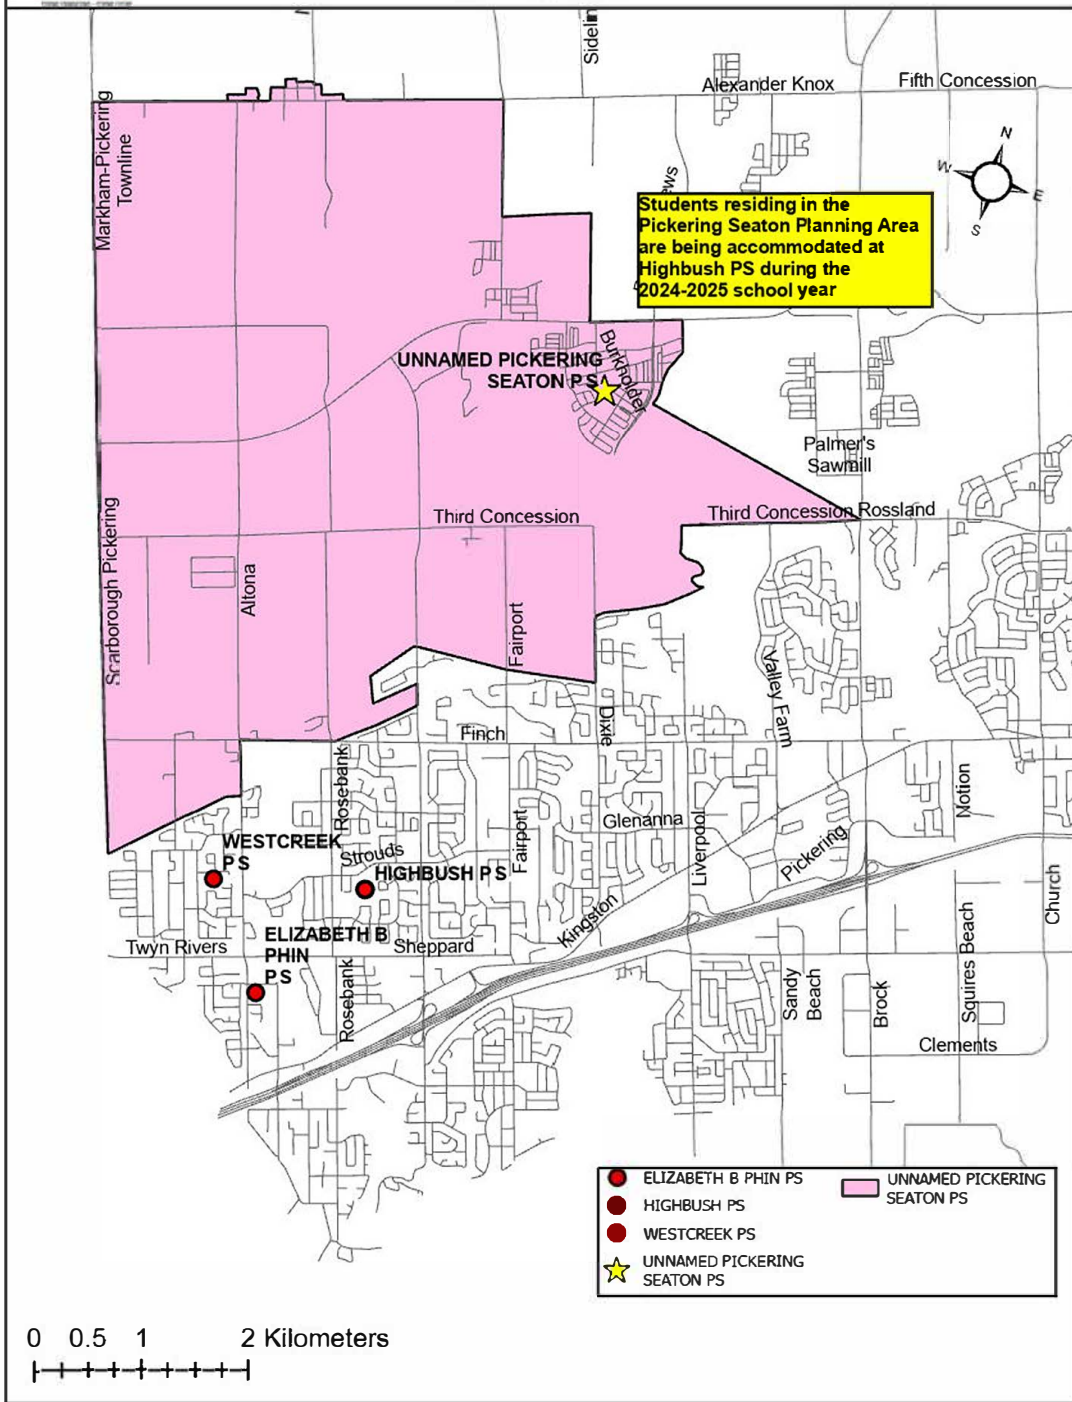 Sidelin
Alexander Knox
Fifth Concession
Markham-Pickering
Townline
N
W
E
S
ews
Students residing in the
Pickering Seaton Planning Area
are being accommodated at
Highbush PS during the
2024-2025 school year
UNNAMED PICKERING
SEATON PS
Burkholder
Palmer's
Sawmill
Third Concession
Third Concession
Rossland
Scarborough Pickering
Altona
Fairport
Valley Farm
Dixie
Finch
Rosebank
Fairport
Glenanna
Liverpool
Notion
Pickering
WESTCREEK
PS
Strouds
HIGHBUSH PS
Kingston
Church
ELIZABETH B
PHIN
PS
Twyn Rivers
Sheppard
Rosebank
Sandy
Beach
Brock
Squires Beach
Clements
ELIZABETH B PHIN PS
HIGHBUSH PS
WESTCREEK PS
UNNAMED PICKERING
SEATON PS
UNNAMED PICKERING
SEATON PS
0 0.5 1 2 Kilometers